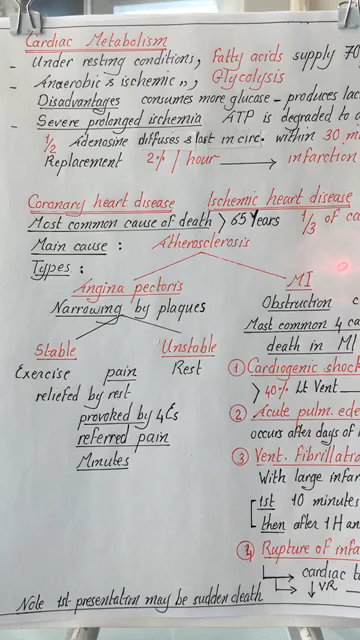 Cardiac Metabolism
- Under resting conditions, Fatty acids supply 70
- Anaerobic & ischemic ,, , Glycolysis
Disadvantages consumes more glucose - produces lac
- Severe prolonged ischemia ATP is degraded to a
1/2 Adenosine diffuses & last in circ. within 30 m
Replacement 2% / hour → infarction
Coronary heart disease Ischemic heart disease
Most common cause of death > 65 Years 1/3 of ca
Main cause : Atherosclerosis
Types :
Angina pectoris
Narrowing by plaques
Stable
Exercise pain
reliefed by rest
provoked by 4Es
referred pain
Minutes
Unstable
Rest
MI
Obstruction
Most common 4 ca
death in MI
① Cardiogenic shock
> 40% Lt Vent
② Acute pulm. ede
occurs after days of
③ Vent. Fibrillati
With large infar
1st 10 minutes
then after 1 H an
④ Rupture of infa
→ cardiac t
→ ↓ VR
Note 1st presentation may be sudden death